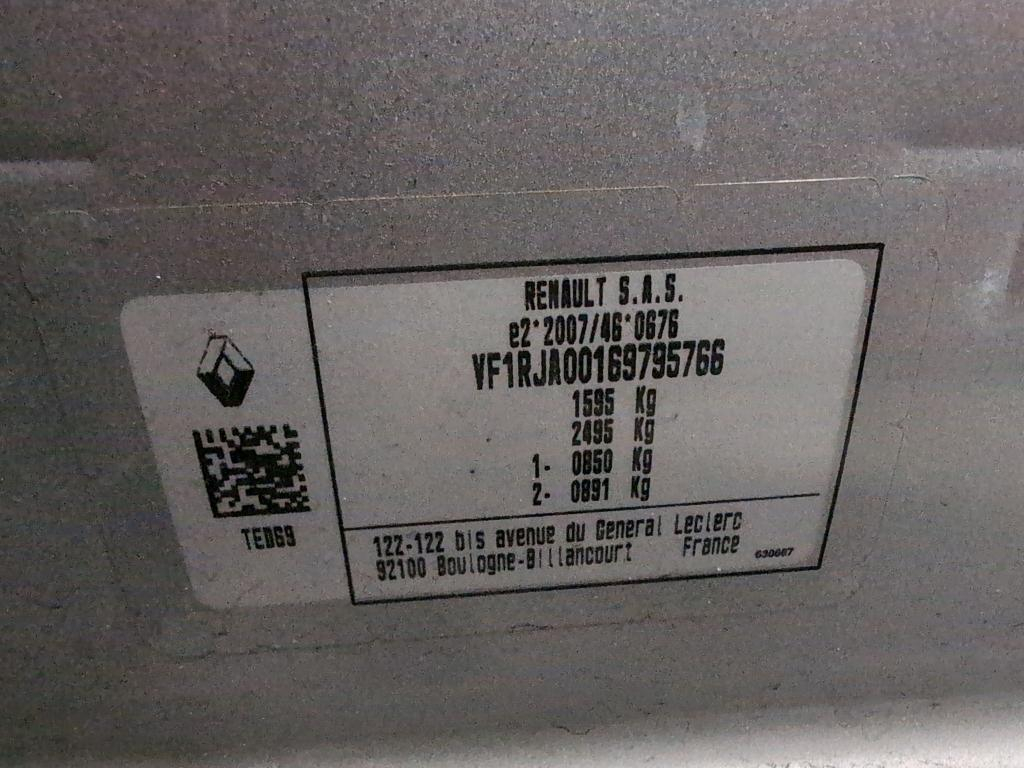 RENAULT S.A.S.
e2*2007/46*0676
VF1RJA00169795766
1595 Kg
2495 Kg
1- 0850 Kg
2- 0891 Kg
TED69
122-122 bis avenue du General Leclerc
92100 Boulogne-Billancourt France
630667